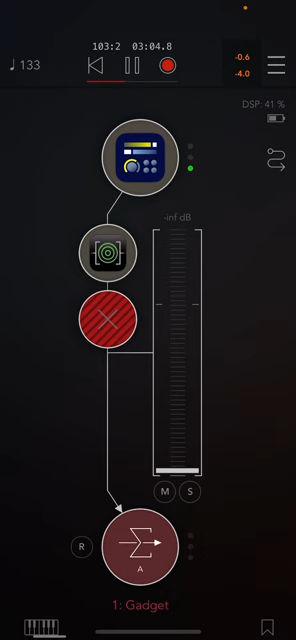 103:2 03:04.8
♩ 133
-0.6
-4.0
DSP: 41 %
-inf dB
M S
R
A
1: Gadget